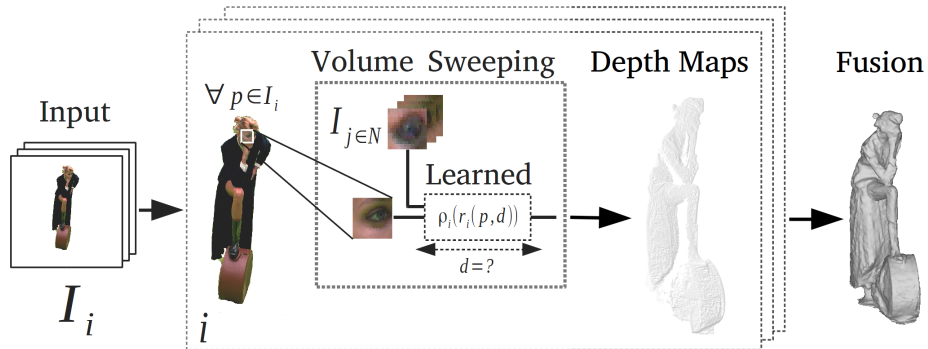 Input
I_i
∀ p∈I_i
i
Volume Sweeping
I_{j∈N}
Learned
ρ_i(r_i(p,d))
d=?
Depth Maps
Fusion